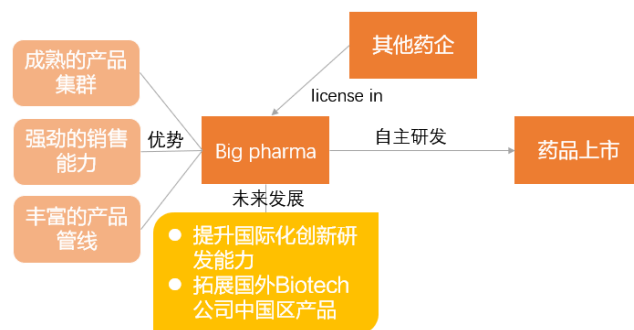 成熟的产品
集群
强劲的销售
能力
丰富的产品
管线
优势
其他药企
license in
Big pharma
自主研发
药品上市
未来发展
● 提升国际化创新研
发能力
● 拓展国外Biotech
公司中国区产品